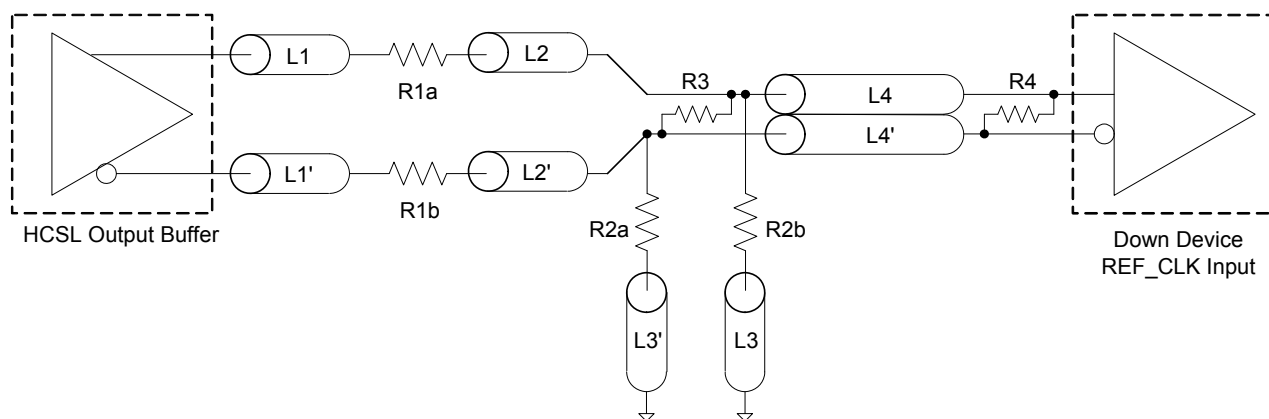 L1
R1a
L2
R3
L4
R4
L1'
R1b
L2'
L4'
HCSL Output Buffer
R2a
R2b
Down Device
REF_CLK Input
L3'
L3